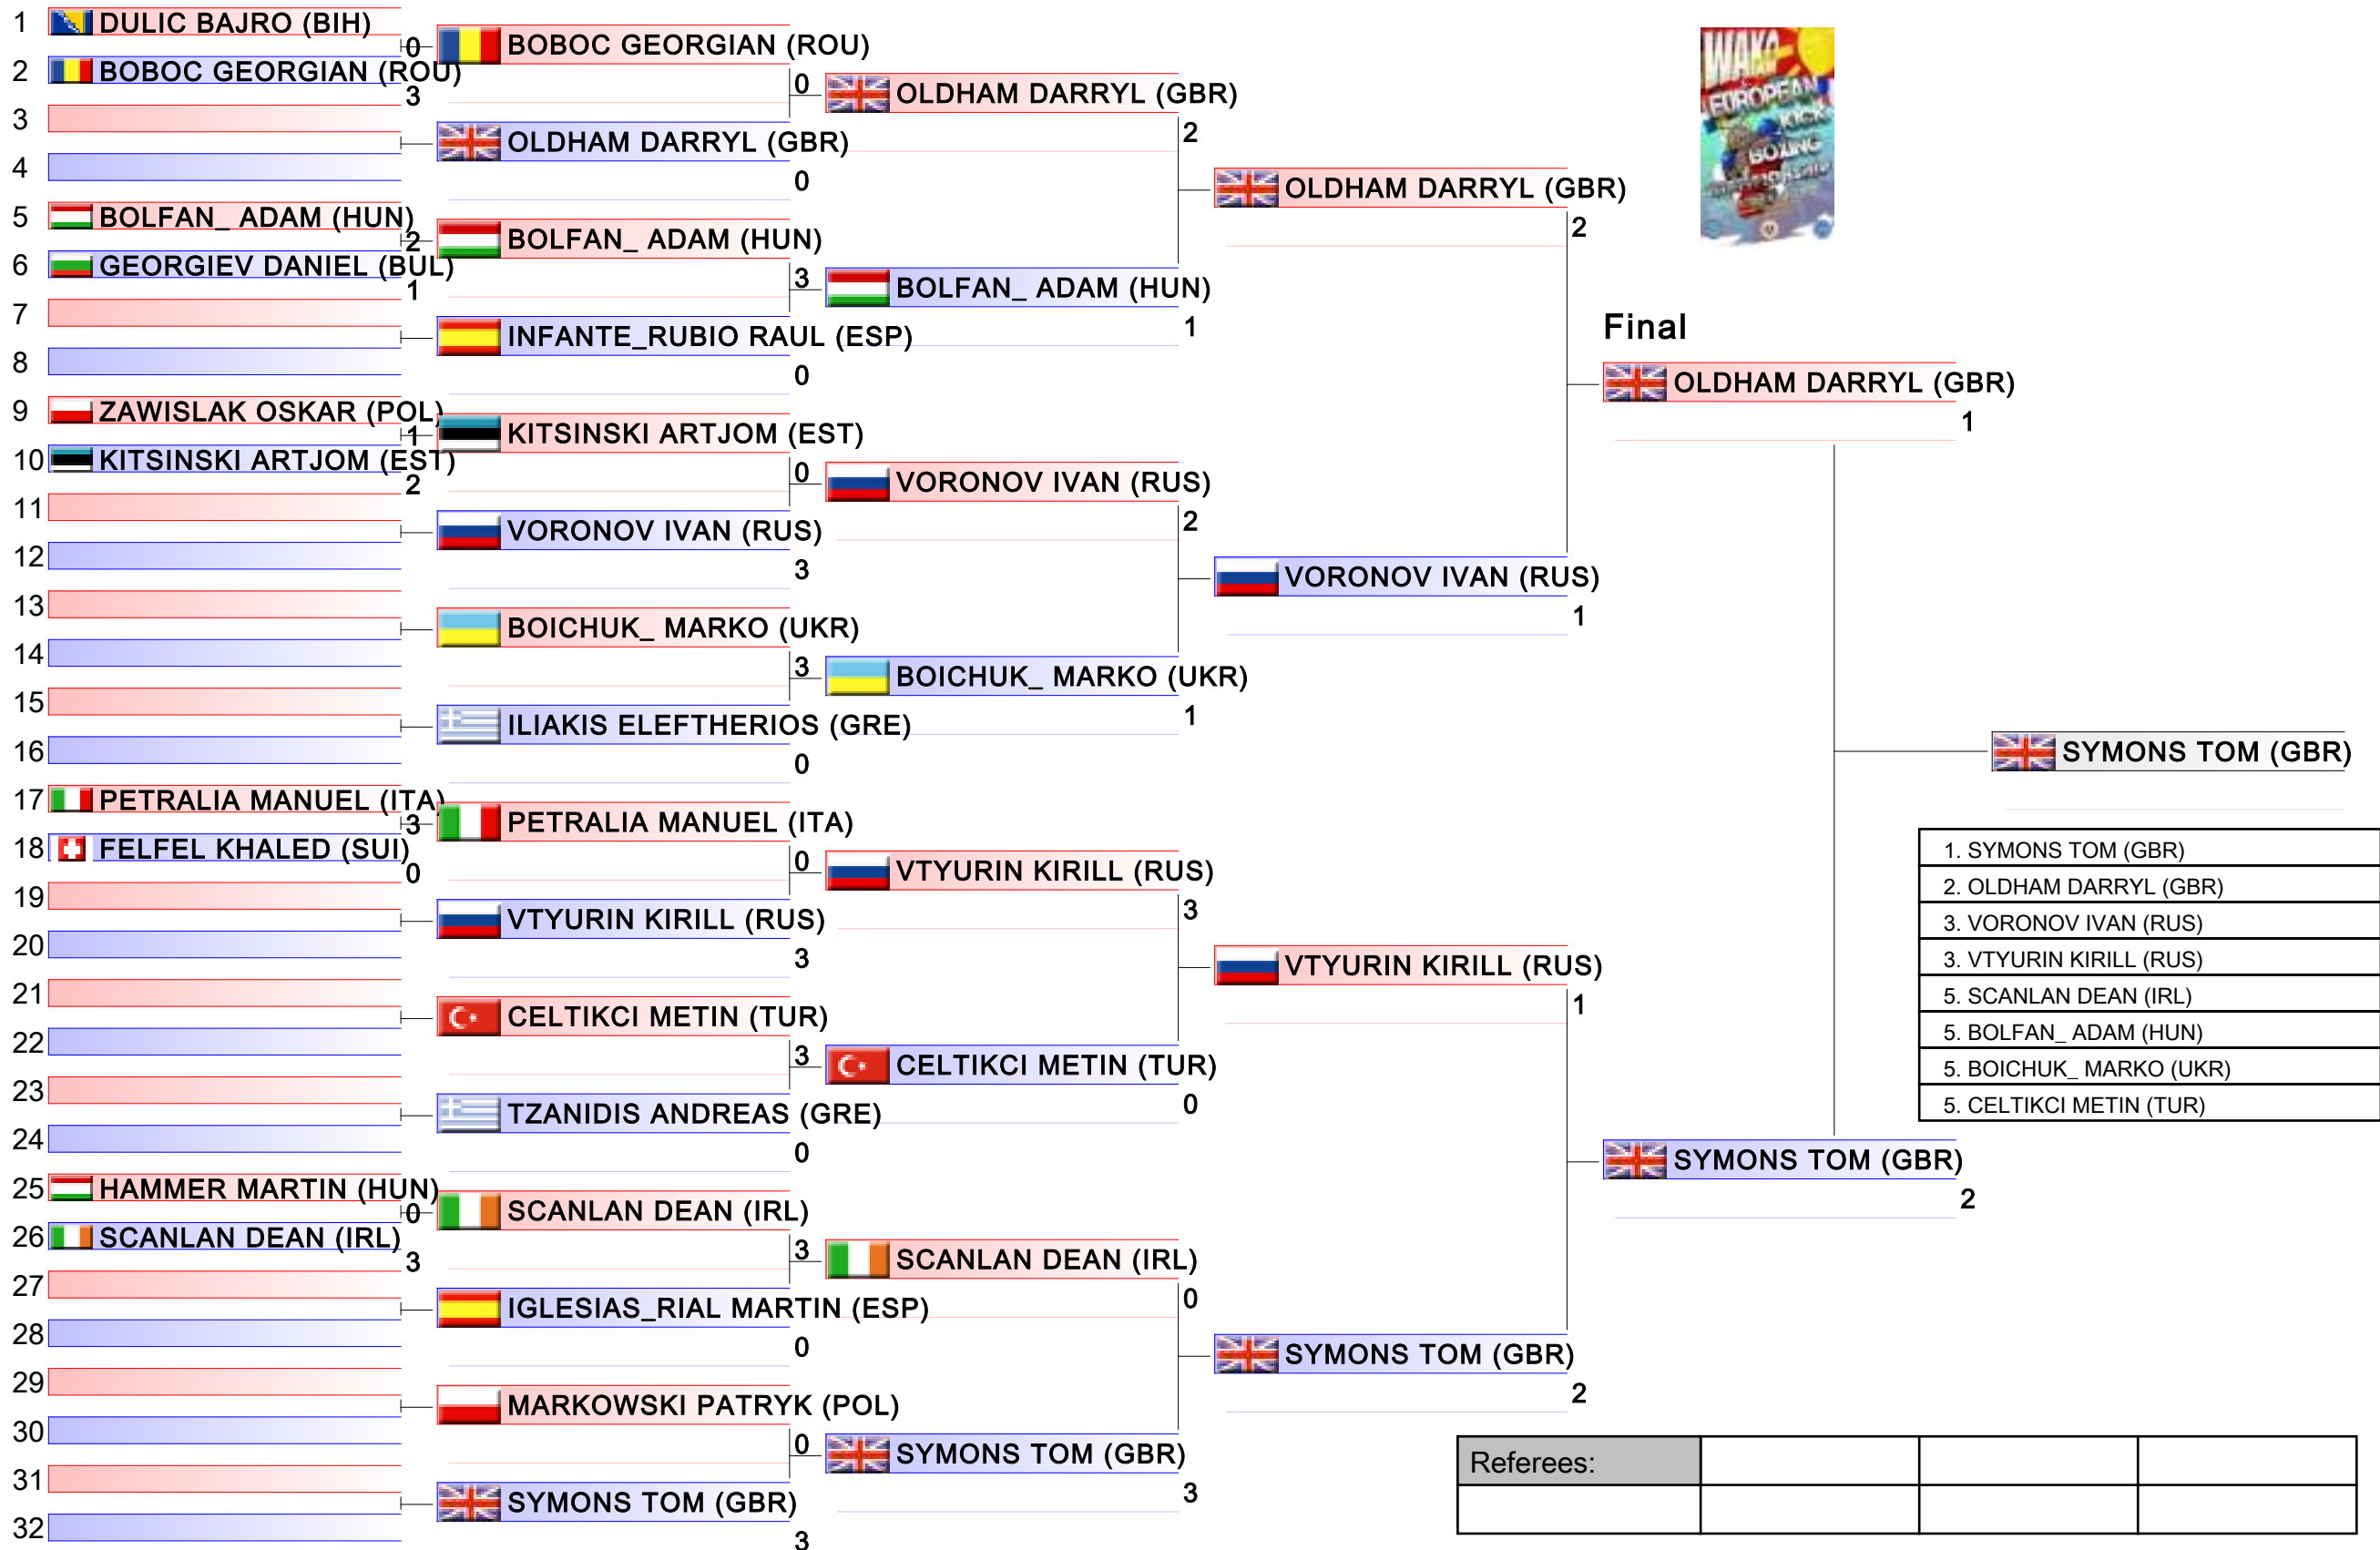 1 DULIC BAJRO (BIH)
0
2 BOBOC GEORGIAN (ROU)
3
3
4
5 BOLFAN_ ADAM (HUN)
2
6 GEORGIEV DANIEL (BUL)
1
7
8
9 ZAWISLAK OSKAR (POL)
1
10 KITSINSKI ARTJOM (EST)
2
11
12
13
14
15
16
17 PETRALIA MANUEL (ITA)
3
18 FELFEL KHALED (SUI)
0
19
20
21
22
23
24
25 HAMMER MARTIN (HUN)
0
26 SCANLAN DEAN (IRL)
3
27
28
29
30
31
32
BOBOC GEORGIAN (ROU)
0
OLDHAM DARRYL (GBR)
0
BOLFAN_ ADAM (HUN)
3
INFANTE_RUBIO RAUL (ESP)
0
KITSINSKI ARTJOM (EST)
0
VORONOV IVAN (RUS)
3
BOICHUK_ MARKO (UKR)
3
ILIAKIS ELEFTHERIOS (GRE)
0
PETRALIA MANUEL (ITA)
0
VTYURIN KIRILL (RUS)
3
CELTIKCI METIN (TUR)
3
TZANIDIS ANDREAS (GRE)
0
SCANLAN DEAN (IRL)
3
IGLESIAS_RIAL MARTIN (ESP)
0
MARKOWSKI PATRYK (POL)
0
SYMONS TOM (GBR)
3
OLDHAM DARRYL (GBR)
2
BOLFAN_ ADAM (HUN)
1
VORONOV IVAN (RUS)
2
BOICHUK_ MARKO (UKR)
1
VTYURIN KIRILL (RUS)
3
CELTIKCI METIN (TUR)
0
SCANLAN DEAN (IRL)
0
SYMONS TOM (GBR)
3
OLDHAM DARRYL (GBR)
2
VORONOV IVAN (RUS)
1
VTYURIN KIRILL (RUS)
1
SYMONS TOM (GBR)
2
WAKO
EUROPEAN
KICK
BOXING
Final
OLDHAM DARRYL (GBR)
1
SYMONS TOM (GBR)
2
SYMONS TOM (GBR)
1. SYMONS TOM (GBR)
2. OLDHAM DARRYL (GBR)
3. VORONOV IVAN (RUS)
3. VTYURIN KIRILL (RUS)
5. SCANLAN DEAN (IRL)
5. BOLFAN_ ADAM (HUN)
5. BOICHUK_ MARKO (UKR)
5. CELTIKCI METIN (TUR)
Referees: